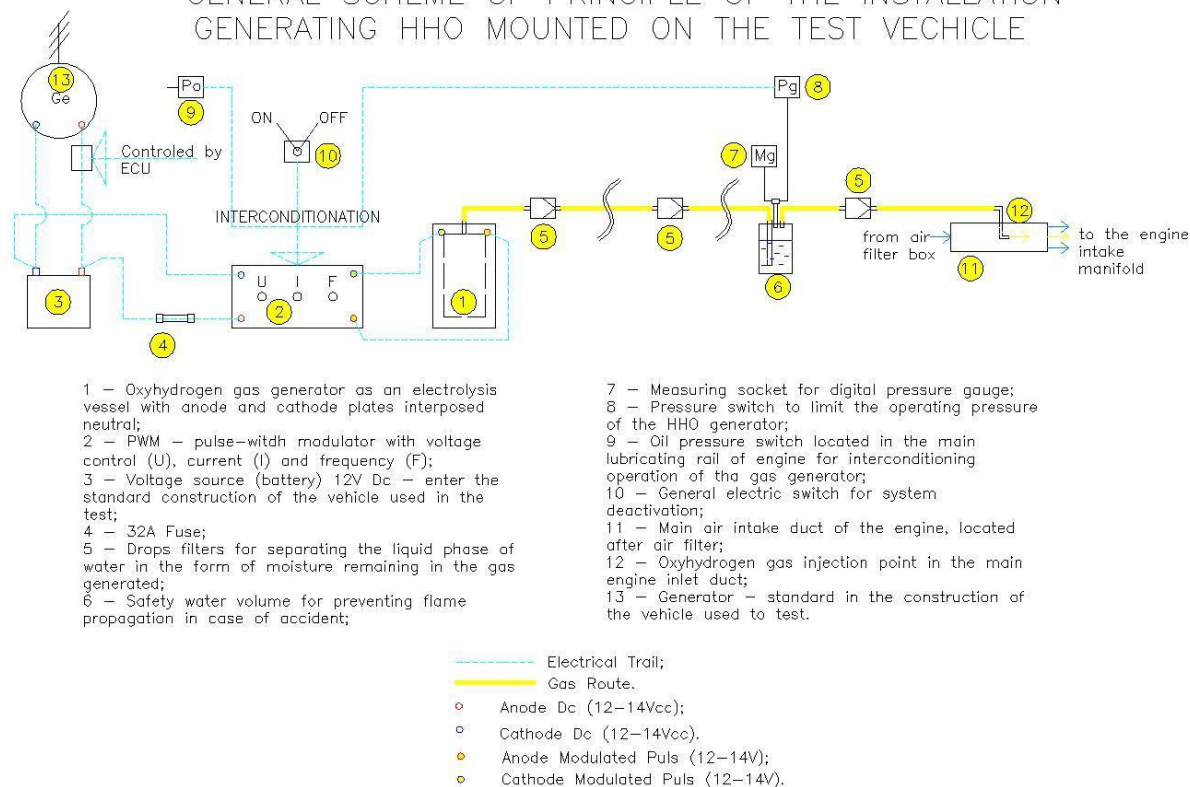 GENERAL SCHEME OF PRINCIPLE OF THE INSTALLATION
GENERATING HHO MOUNTED ON THE TEST VECHICLE
13
Ge
Po
9
Pg
8
ON
OFF
10
Controled by
ECU
7
Mg
5
12
INTERCONDITIONATION
5
5
from air
filter box
to the engine
intake
manifold
11
U I F
2
1
6
3
4
1 – Oxyhydrogen gas generator as an electrolysis
vessel with anode and cathode plates interposed
neutral;
2 – PWM – pulse-witdh modulator with voltage
control (U), current (I) and frequency (F);
3 – Voltage source (battery) 12V Dc – enter the
standard construction of the vehicle used in the
test;
4 – 32A Fuse;
5 – Drops filters for separating the liquid phase of
water in the form of moisture remaining in the gas
generated;
6 – Safety water volume for preventing flame
propagation in case of accident;
7 – Measuring socket for digital pressure gauge;
8 – Pressure switch to limit the operating pressure
of the HHO generator;
9 – Oil pressure switch located in the main
lubricating rail of engine for interconditioning
operation of tha gas generator;
10 – General electric switch for system
deactivation;
11 – Main air intake duct of the engine, located
after air filter;
12 – Oxyhydrogen gas injection point in the main
engine inlet duct;
13 – Generator – standard in the construction of
the vehicle used to test.
Electrical Trail;
Gas Route.
Anode Dc (12–14Vcc);
Cathode Dc (12–14Vcc).
Anode Modulated Puls (12–14V);
Cathode Modulated Puls (12–14V).